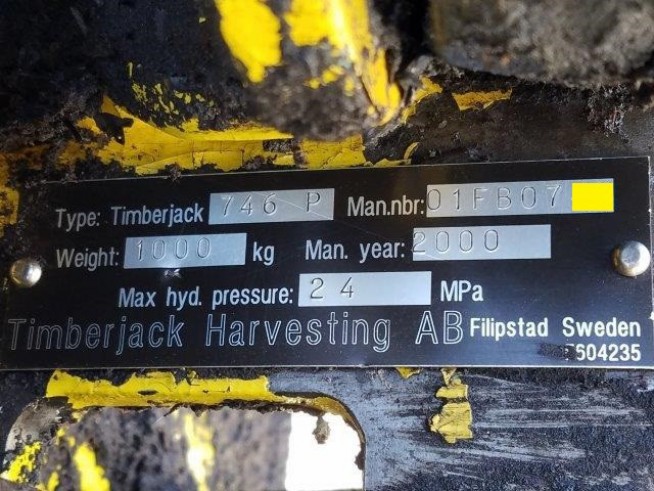 Type: Timberjack 746 P Man.nbr: 01FB07
Weight: 1000 kg Man. year: 2000
Max hyd. pressure: 24 MPa
Timberjack Harvesting AB Filipstad Sweden
604235